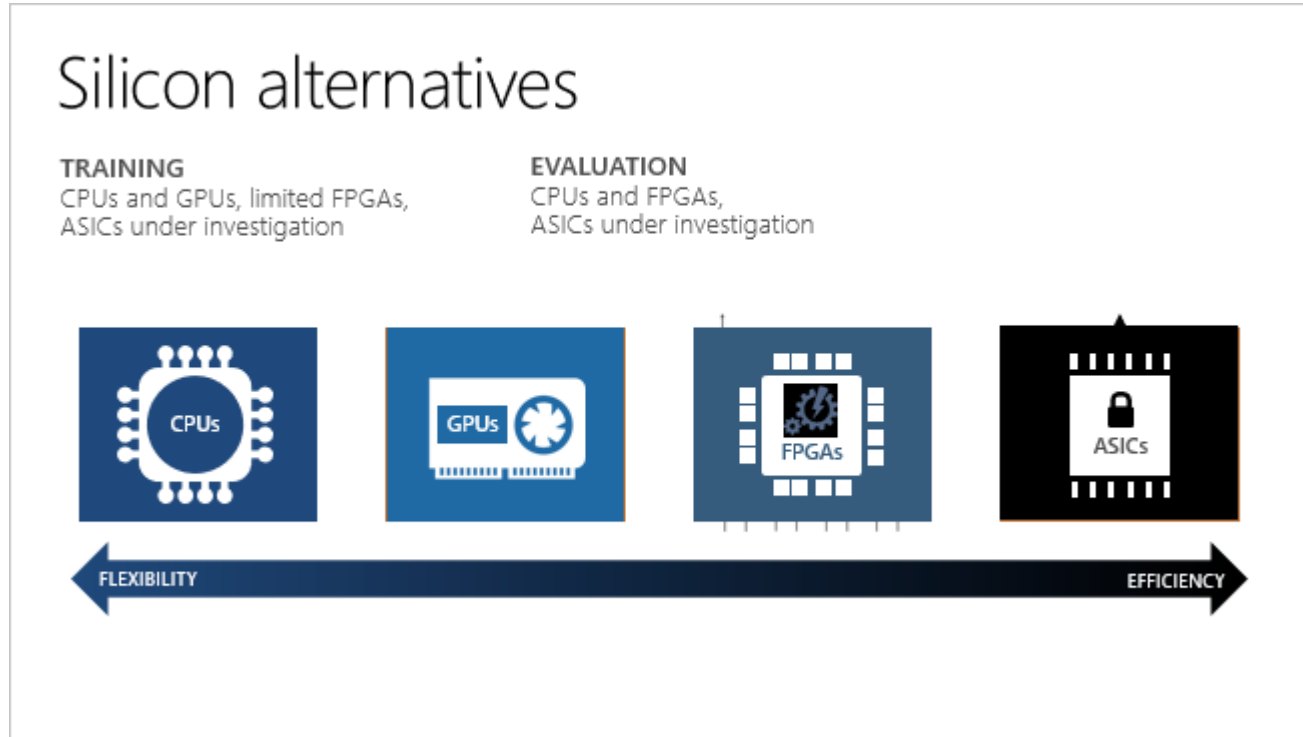 Silicon alternatives
TRAINING
CPUs and GPUs, limited FPGAs,
ASICs under investigation
EVALUATION
CPUs and FPGAs,
ASICs under investigation
CPUs
GPUs
FPGAs
ASICs
FLEXIBILITY
EFFICIENCY